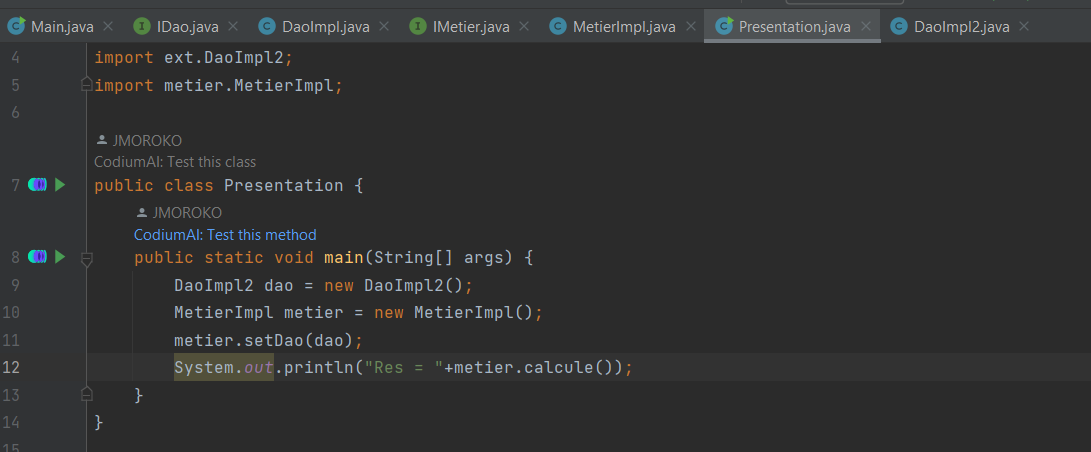 Main.java IDao.java DaoImpl.java IMetier.java MetierImpl.java Presentation.java DaoImpl2.java
4 import ext.DaoImpl2;
5 import metier.MetierImpl;
6
JMOROKO
CodiumAI: Test this class
7 public class Presentation {
JMOROKO
CodiumAI: Test this method
8 public static void main(String[] args) {
9 DaoImpl2 dao = new DaoImpl2();
10 MetierImpl metier = new MetierImpl();
11 metier.setDao(dao);
12 System.out.println("Res = "+metier.calcule());
13 }
14 }
15